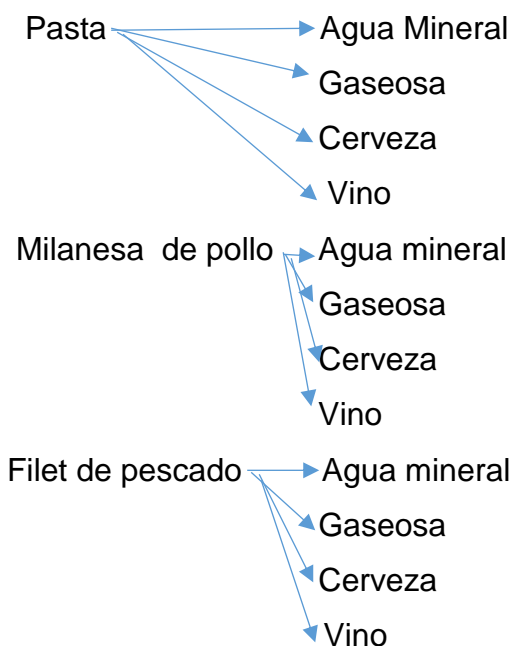 Pasta Agua Mineral
Gaseosa
Cerveza
Vino
Milanesa de pollo Agua mineral
Gaseosa
Cerveza
Vino
Filet de pescado Agua mineral
Gaseosa
Cerveza
Vino